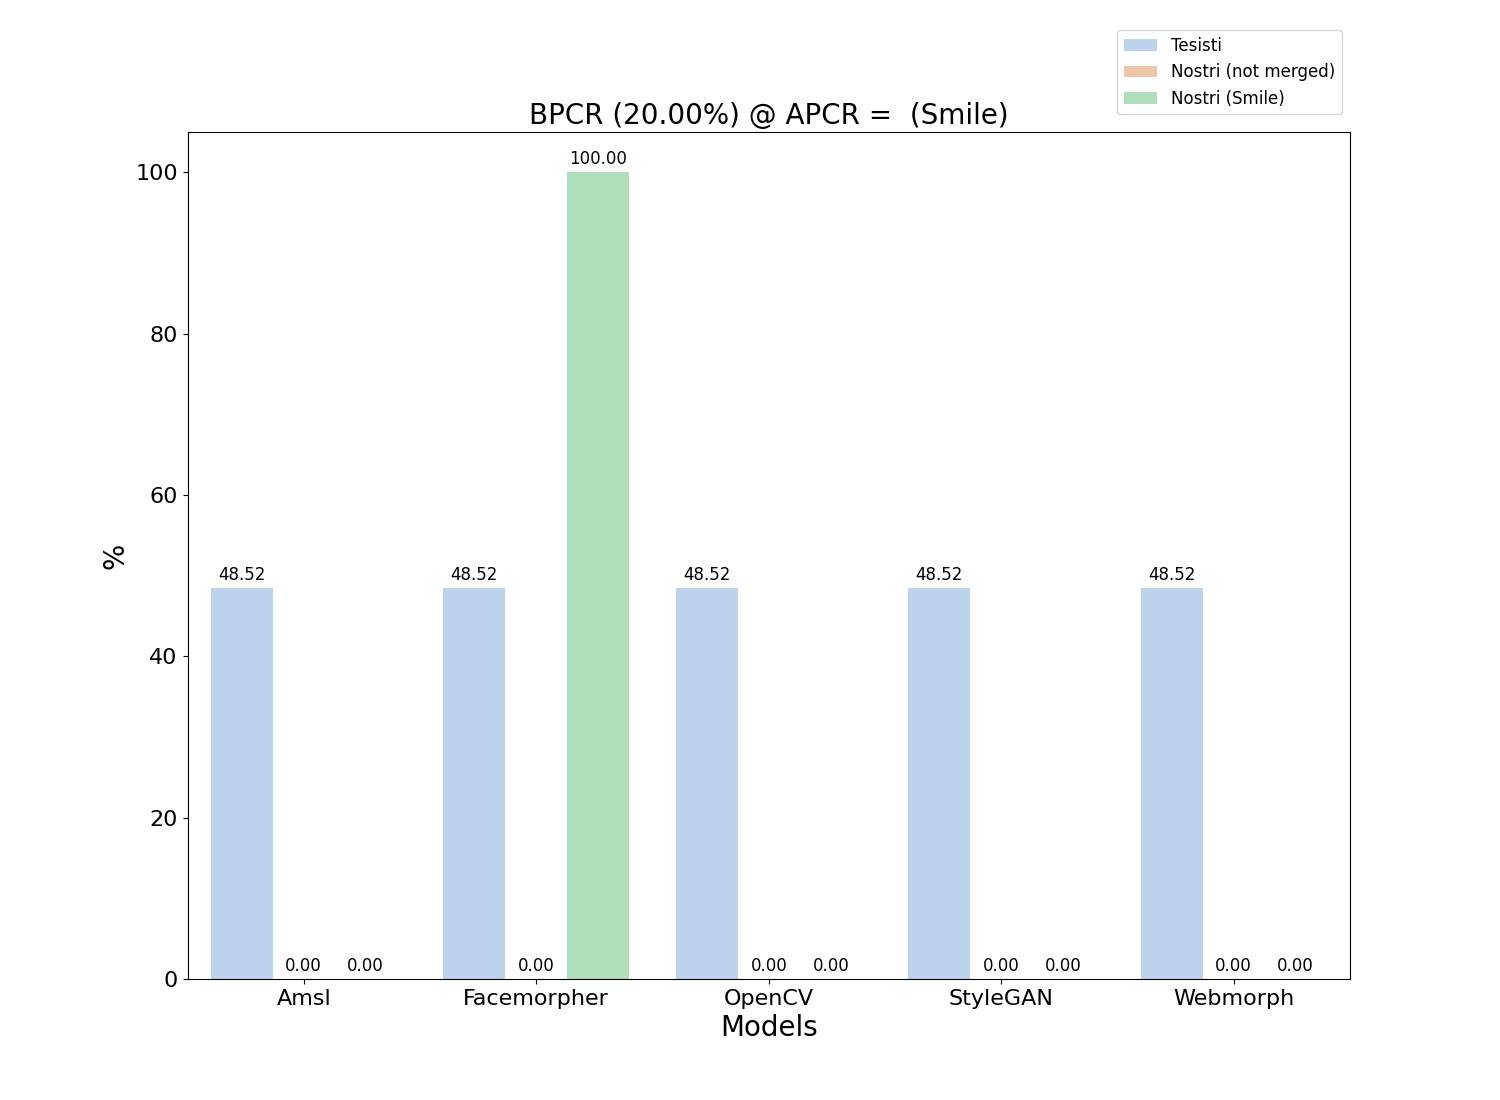 Tesisti
Nostri (not merged)
Nostri (Smile)
BPCR (20.00%) @ APCR =  (Smile)
100.00
100
80
60
%
48.52 48.52 48.52 48.52 48.52
40
20
0.00 0.00 0.00 0.00 0.00 0.00 0.00 0.00 0.00
0
Amsl Facemorpher OpenCV StyleGAN Webmorph
Models